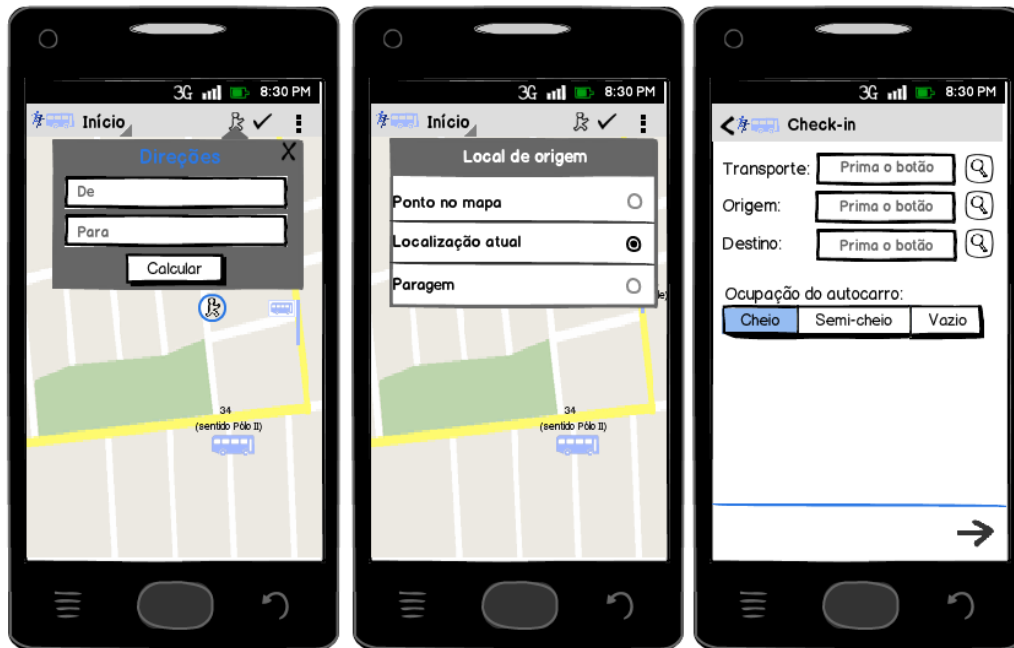 3G 8:30 PM
Início
Direções X
De
Para
Calcular
34
(sentido Pólo II)
3G 8:30 PM
Início
Local de origem
Ponto no mapa
Localização atual
Paragem
34
(sentido Pólo II)
3G 8:30 PM
Check-in
Transporte: Prima o botão
Origem: Prima o botão
Destino: Prima o botão
Ocupação do autocarro:
Cheio Semi-cheio Vazio